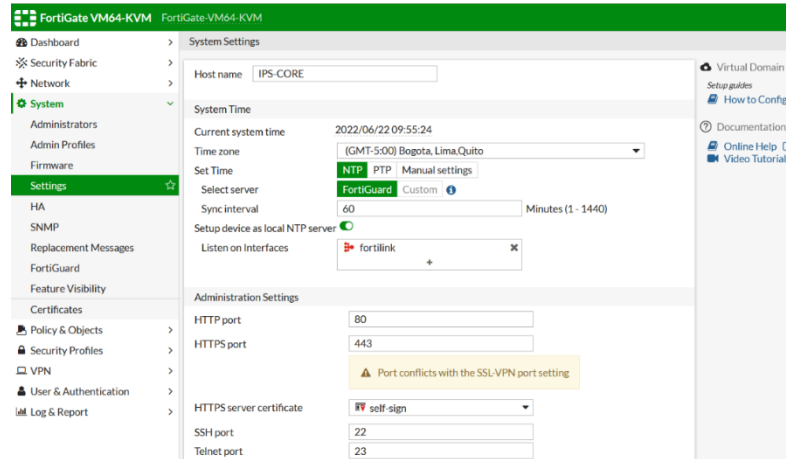 FortiGate VM64-KVM FortiGate-VM64-KVM
Dashboard
Security Fabric
Network
System
Administrators
Admin Profiles
Firmware
Settings
HA
SNMP
Replacement Messages
FortiGuard
Feature Visibility
Certificates
Policy & Objects
Security Profiles
VPN
User & Authentication
Log & Report
System Settings
Host name IPS-CORE
System Time
Current system time 2022/06/22 09:55:24
Time zone (GMT-5:00) Bogota, Lima,Quito
Set Time NTP PTP Manual settings
Select server FortiGuard Custom
Sync interval 60 Minutes (1 - 1440)
Setup device as local NTP server
Listen on Interfaces fortilink
+
Administration Settings
HTTP port 80
HTTPS port 443
Port conflicts with the SSL-VPN port setting
HTTPS server certificate self-sign
SSH port 22
Telnet port 23
Virtual Domain
Setup guides
How to Config
Documentation
Online Help
Video Tutorial